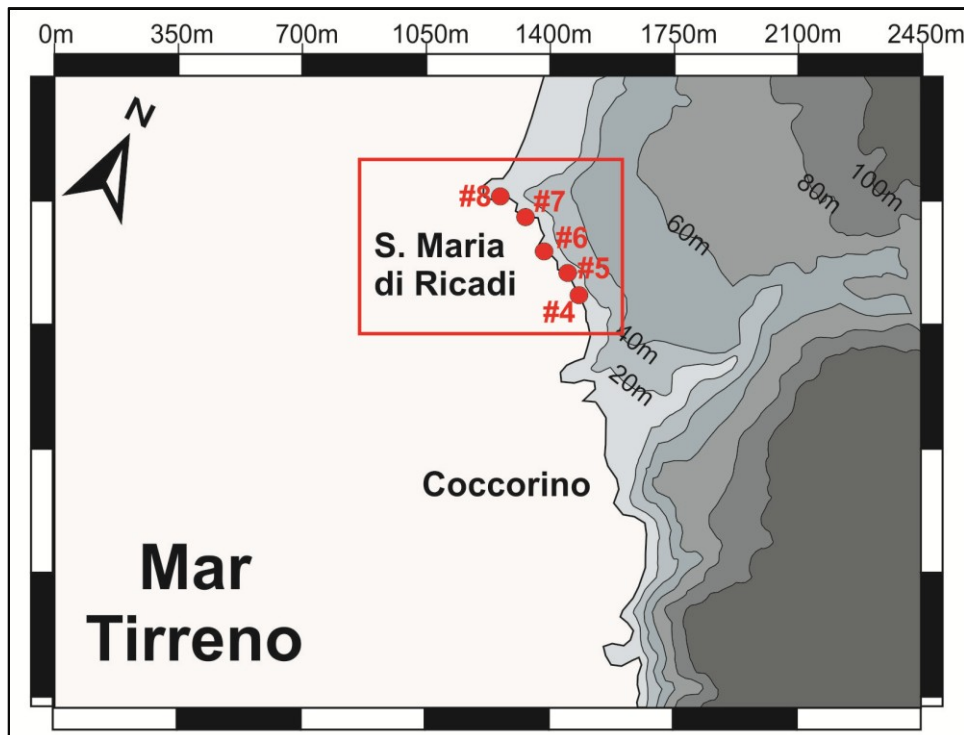 0m 350m 700m 1050m 1400m 1750m 2100m 2450m
N
#8
#7
#6
#5
#4
S. Maria
di Ricadi
100m
80m
60m
40m
20m
Coccorino
Mar
Tirreno